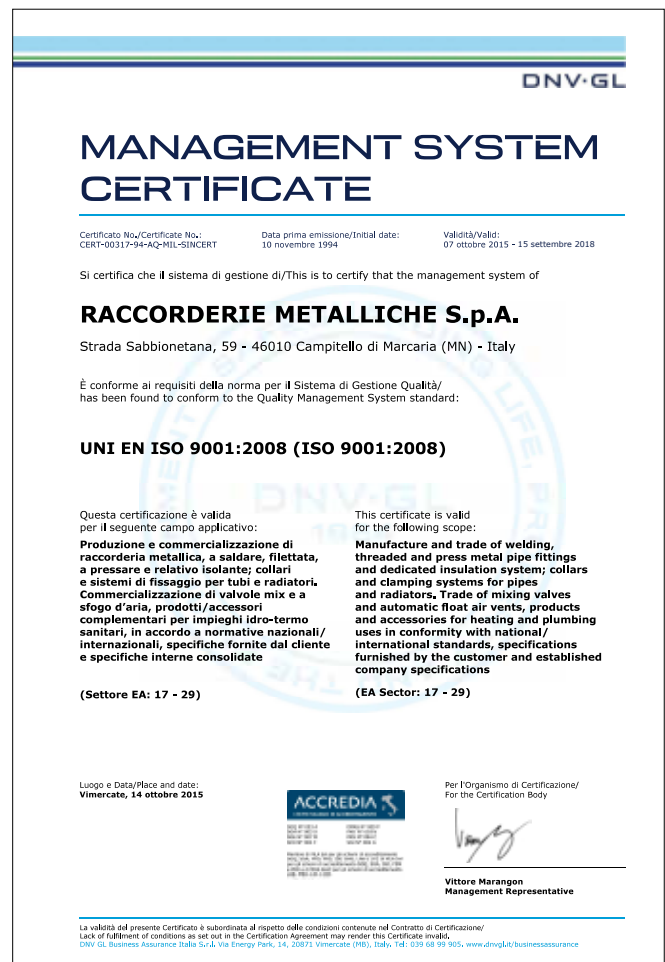 DNV·GL
MANAGEMENT SYSTEM
CERTIFICATE
Certificato No./Certificate No.:
CERT-00317-94-AQ-MIL-SINCERT
Data prima emissione/Initial date:
10 novembre 1994
Validità/Valid:
07 ottobre 2015 - 15 settembre 2018
Si certifica che il sistema di gestione di/This is to certify that the management system of
RACCORDERIE METALLICHE S.p.A.
Strada Sabbionetana, 59 - 46010 Campitello di Marcaria (MN) - Italy
È conforme ai requisiti della norma per il Sistema di Gestione Qualità/
has been found to conform to the Quality Management System standard:
UNI EN ISO 9001:2008 (ISO 9001:2008)
Questa certificazione è valida
per il seguente campo applicativo:
Produzione e commercializzazione di
raccorderia metallica, a saldare, filettata,
a pressare e relativo isolante; collari
e sistemi di fissaggio per tubi e radiatori.
Commercializzazione di valvole mix e a
sfogo d'aria, prodotti/accessori
complementari per impieghi idro-termo
sanitari, in accordo a normative nazionali/
internazionali, specifiche fornite dal cliente
e specifiche interne consolidate
(Settore EA: 17 - 29)
This certificate is valid
for the following scope:
Manufacture and trade of welding,
threaded and press metal pipe fittings
and dedicated insulation system; collars
and clamping systems for pipes
and radiators. Trade of mixing valves
and automatic float air vents, products
and accessories for heating and plumbing
uses in conformity with national/
international standards, specifications
furnished by the customer and established
company specifications
(EA Sector: 17 - 29)
DNV·GL
Luogo e Data/Place and date:
Vimercate, 14 ottobre 2015
ACCREDIA
Per l'Organismo di Certificazione/
For the Certification Body
Vittore Marangon
Management Representative
La validità del presente Certificato è subordinata al rispetto delle condizioni contenute nel Contratto di Certificazione/
Lack of fulfilment of conditions as set out in the Certification Agreement may render this Certificate invalid.
DNV GL Business Assurance Italia S.r.l. Via Energy Park, 14, 20871 Vimercate (MB), Italy. Tel: 039 68 99 905. www.dnvgl.it/businessassurance